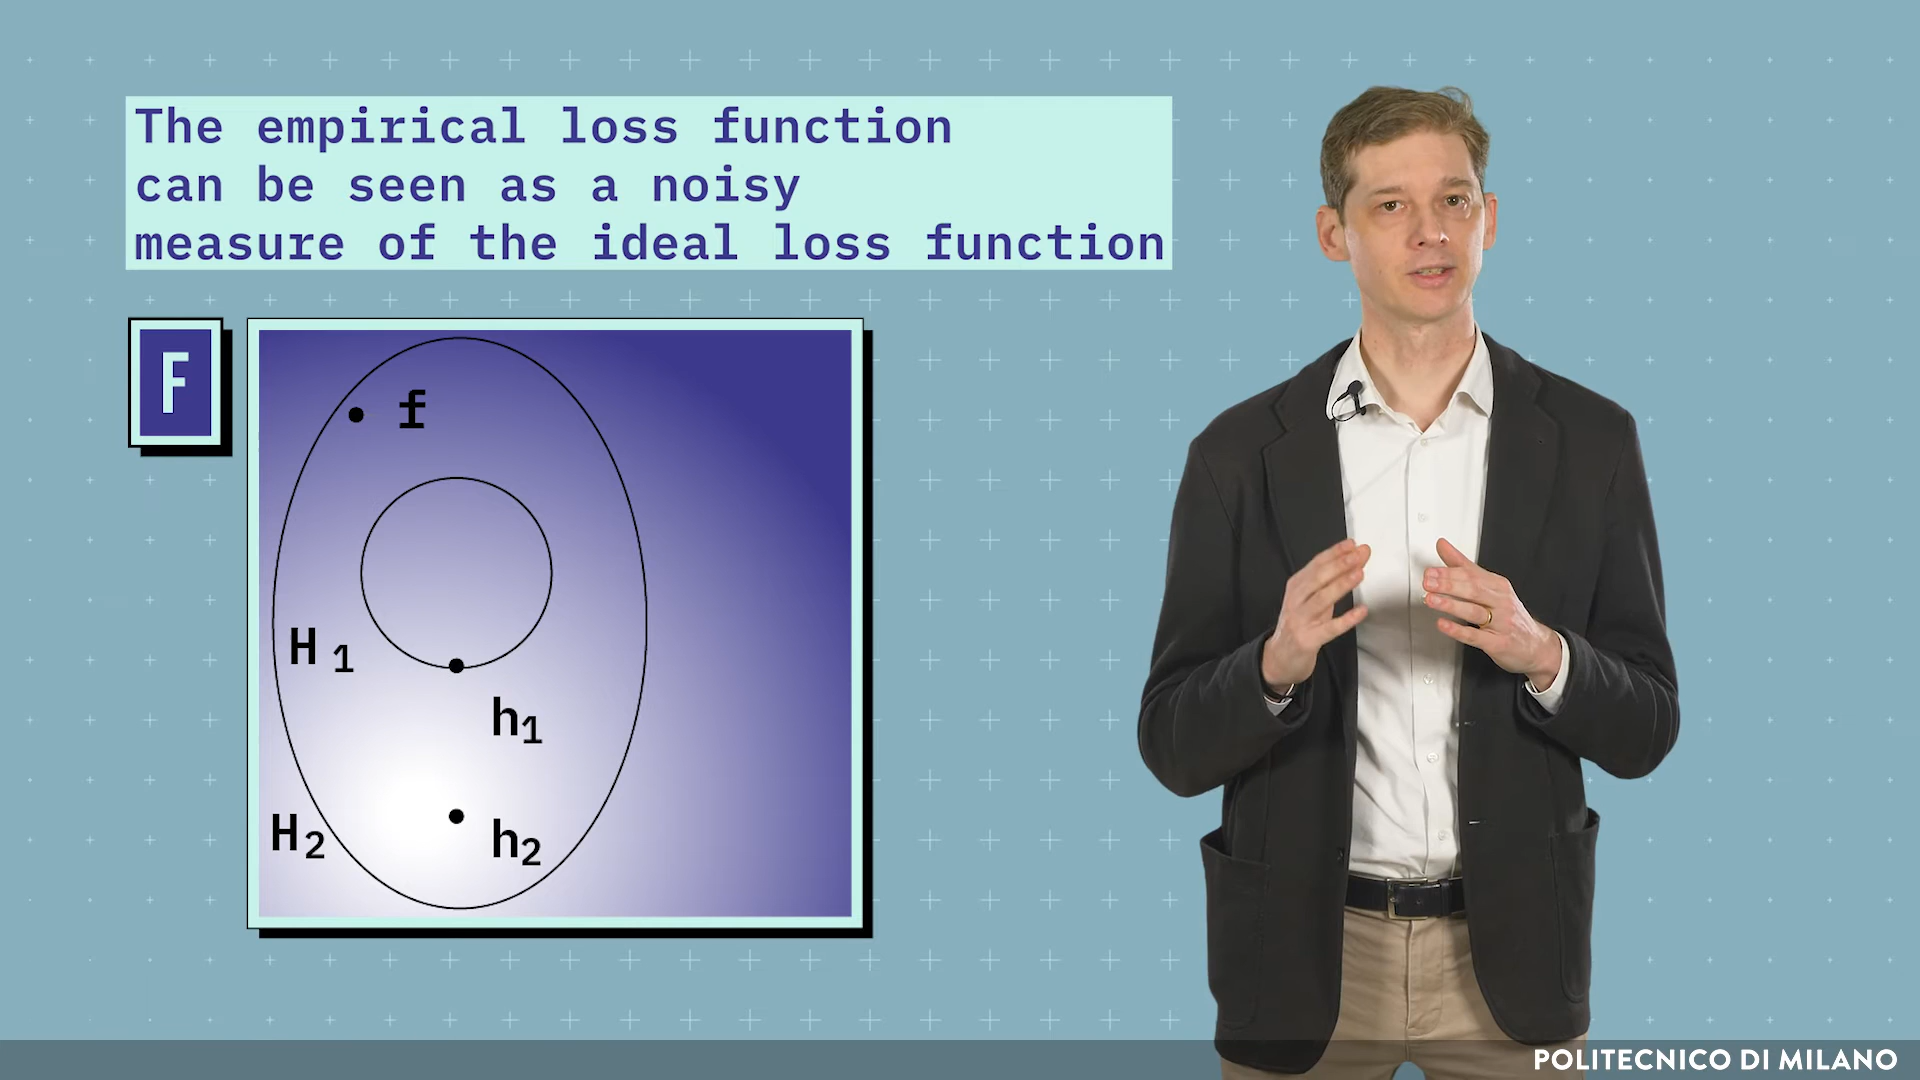 The empirical loss function
can be seen as a noisy
measure of the ideal loss function
F
f
H1
h1
H2
h2
POLITECNICO DI MILANO